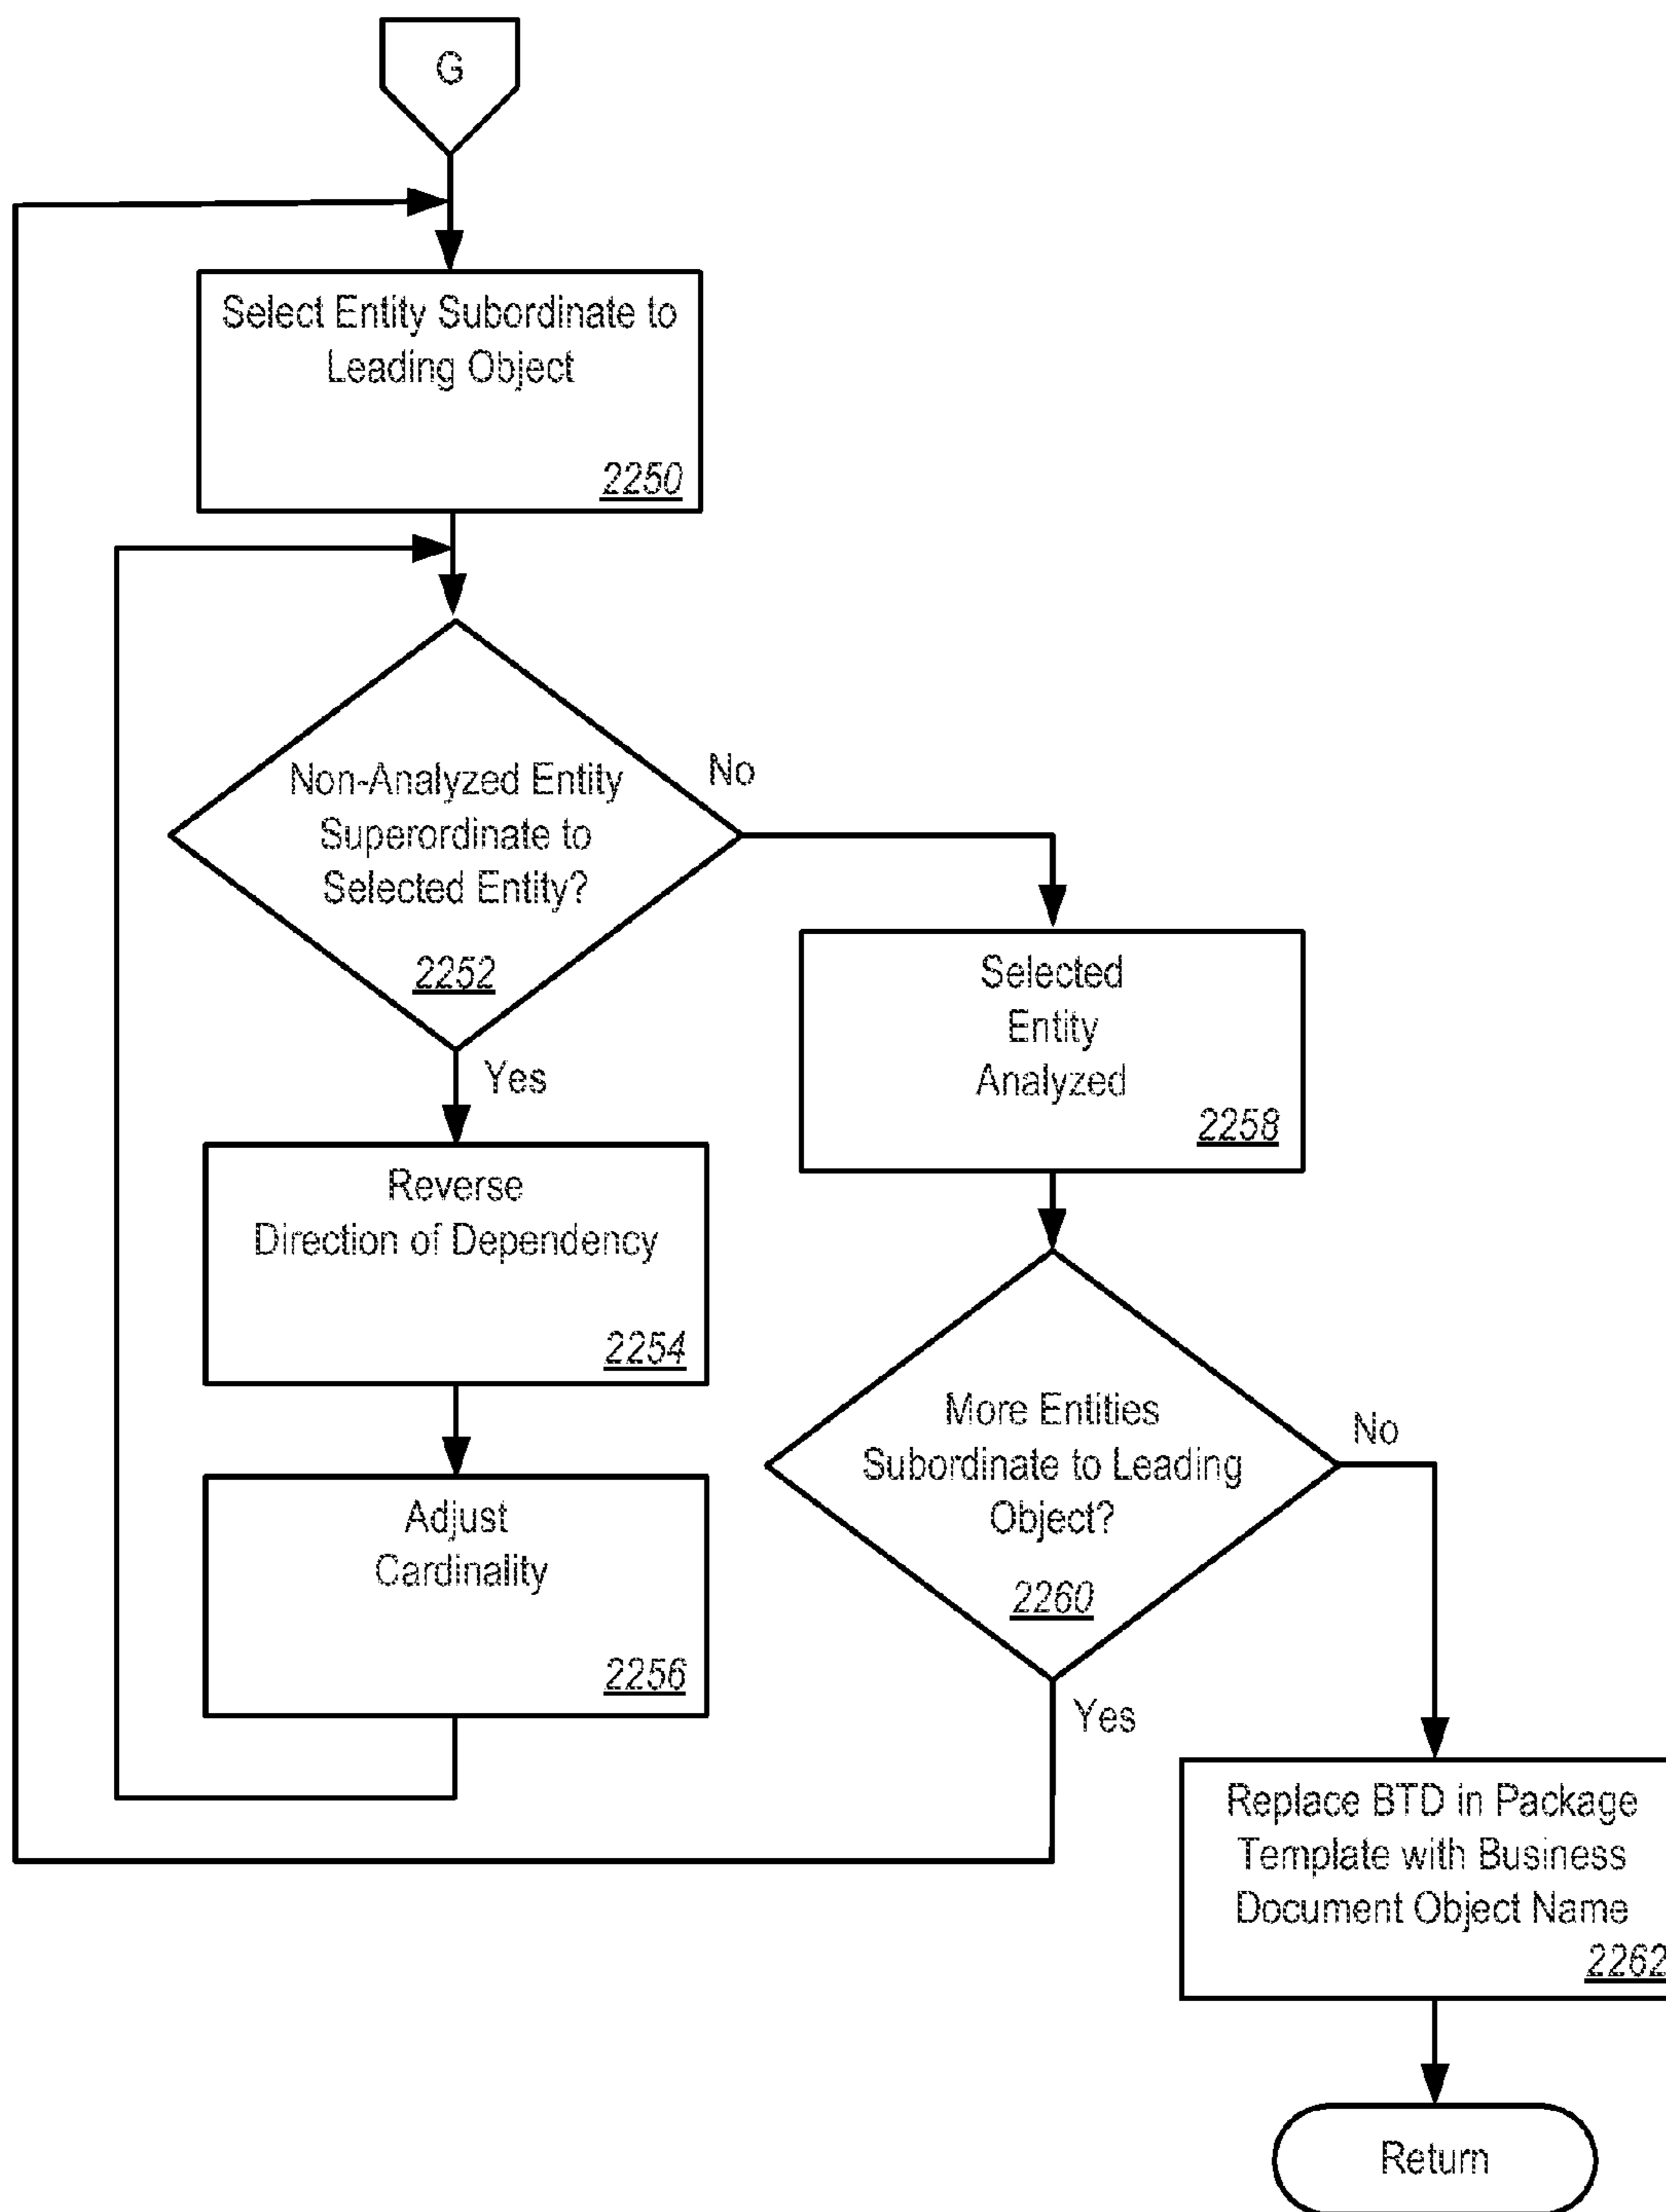 G
Select Entity Subordinate to
Leading Object
2250
Non-Analyzed Entity
Superordinate to
Selected Entity?
2252
No
Yes
Reverse
Direction of Dependency
2254
Adjust
Cardinality
2256
Selected
Entity
Analyzed
2258
More Entities
Subordinate to Leading
Object?
2260
No
Yes
Replace BTD in Package
Template with Business
Document Object Name
2262
Return